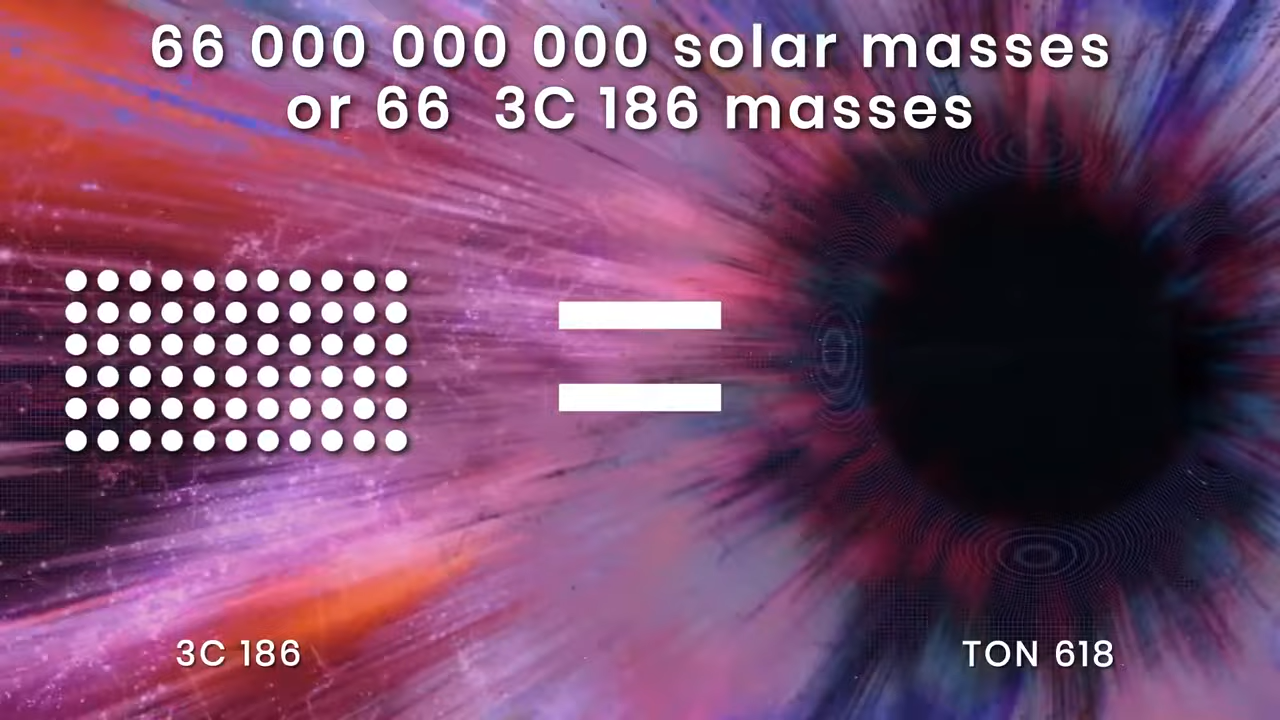 66 000 000 000 solar masses
or 66  3C 186 masses
3C 186
TON 618